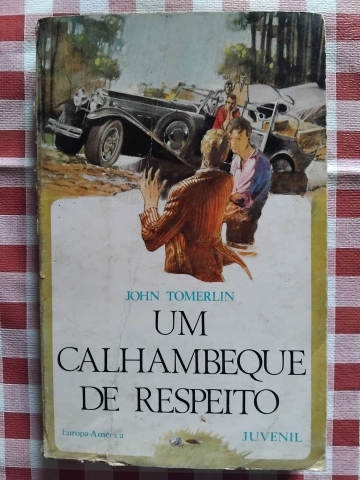 JOHN TOMERLIN
UM
CALHAMBEQUE
DE RESPEITO
Europa-América JUVENIL